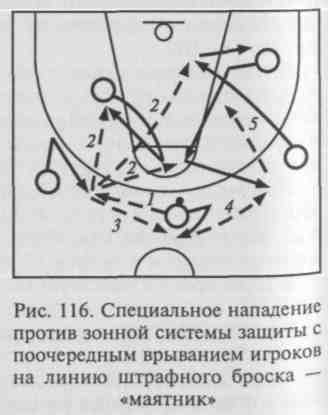 2
2
2
1
3
4
5
Рис. 116. Специальное нападение
против зонной системы защиты с
поочередным врыванием игроков
на линию штрафного броска —
«маятник»